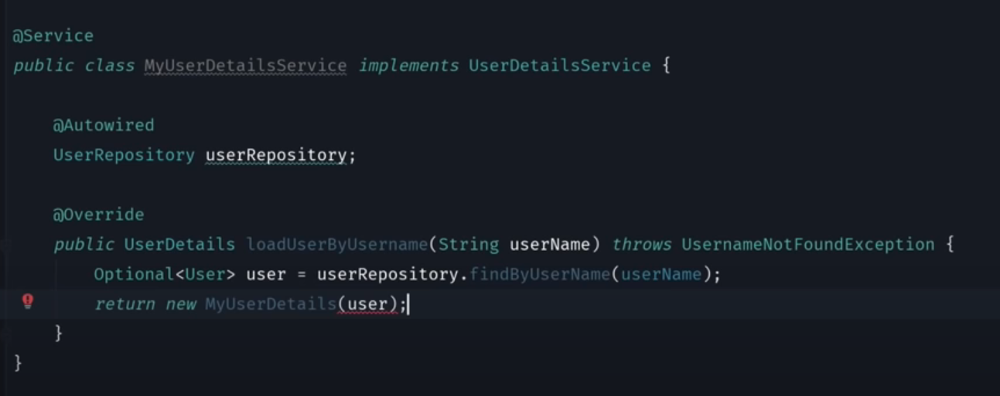 @Service
public class MyUserDetailsService implements UserDetailsService {
@Autowired
UserRepository userRepository;
@Override
public UserDetails loadUserByUsername(String userName) throws UsernameNotFoundException {
Optional<User> user = userRepository.findByUserName(userName);
return new MyUserDetails(user);
}
}